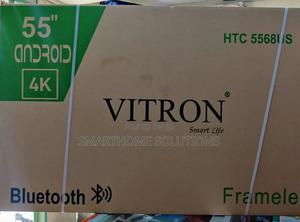 55"
ANDROID
4K
HTC 5568US
VITRON®
Smart Life
SMARTHOME SOLUTIONS
Bluetooth
Framele